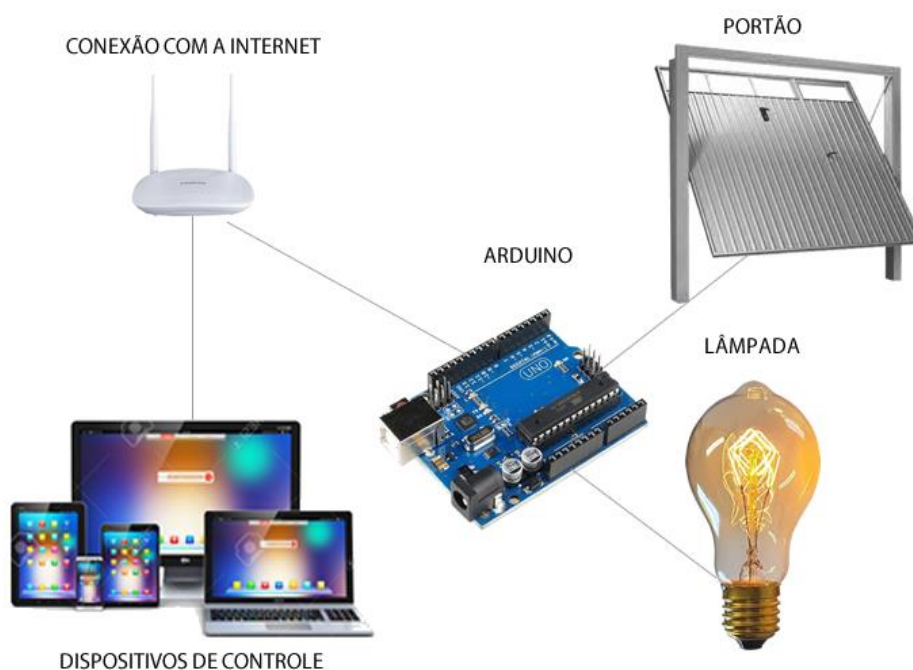 CONEXÃO COM A INTERNET
PORTÃO
ARDUINO
UNO
LÂMPADA
DISPOSITIVOS DE CONTROLE